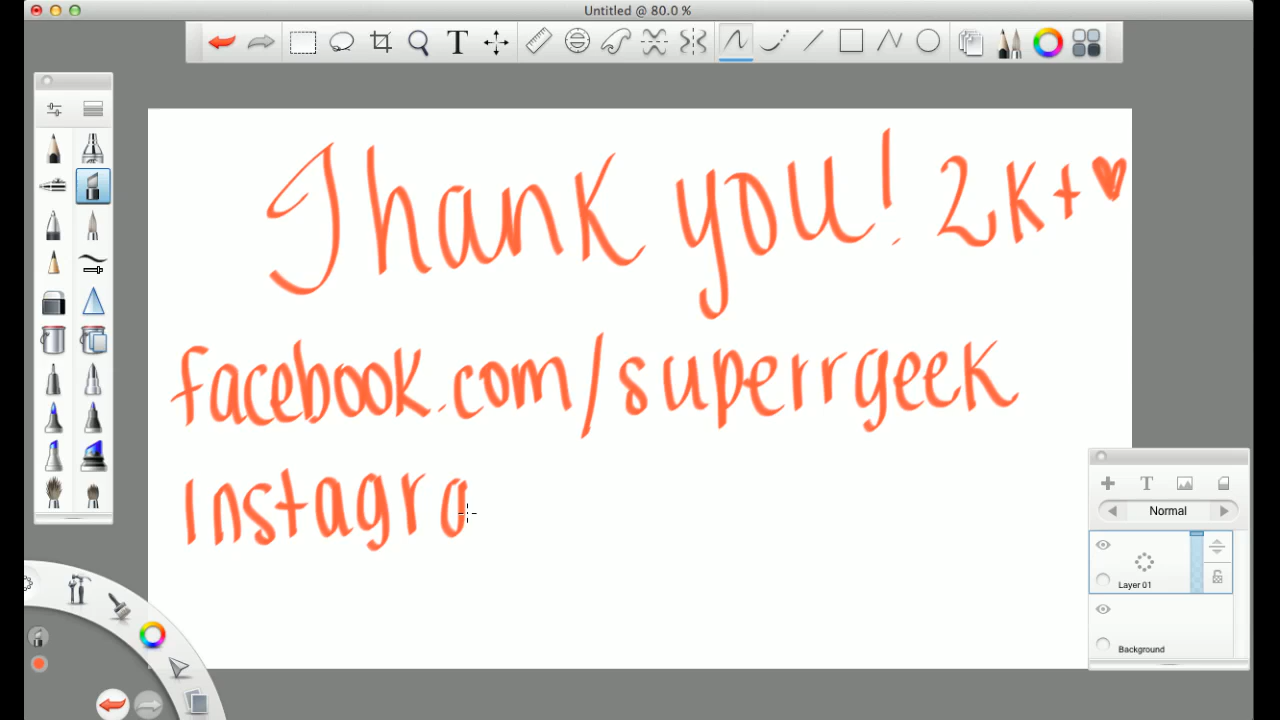 Untitled @ 80.0 %
T
Thank you! 2K+♥
facebook.com/superrgeek
Instagra
T
Normal
Layer 01
Background